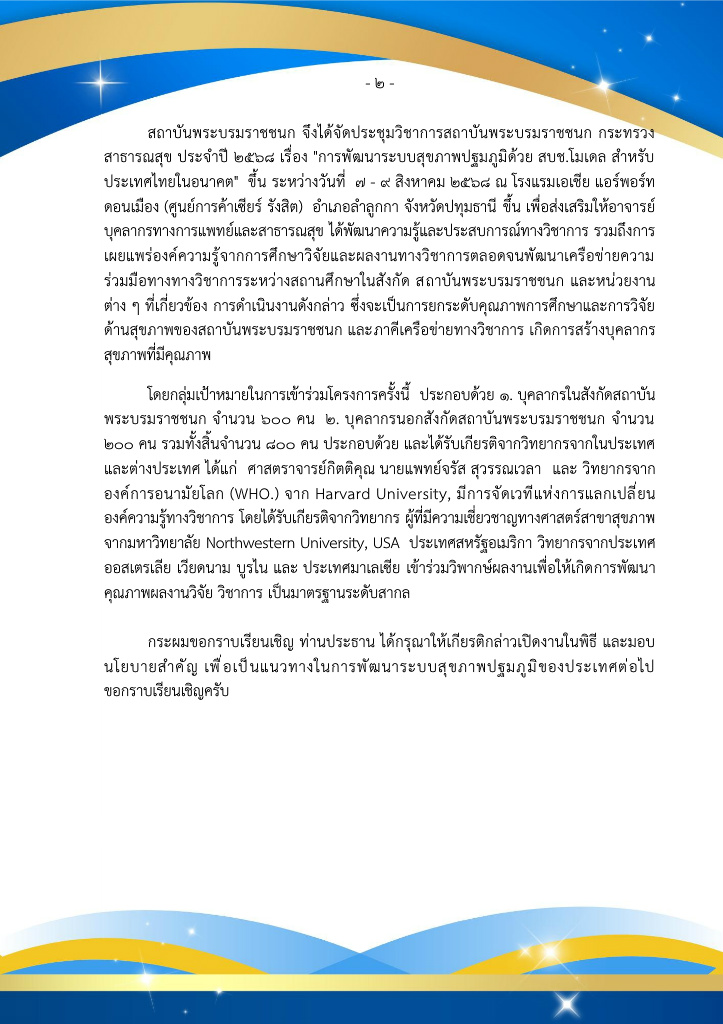 - ๒ -
สถาบันพระบรมราชชนก จึงได้จัดประชุมวิชาการสถาบันพระบรมราชชนก กระทรวง
สาธารณสุข ประจำปี ๒๕๖๘ เรื่อง "การพัฒนาระบบสุขภาพปฐมภูมิด้วย สบช.โมเดล สำหรับ
ประเทศไทยในอนาคต" ขึ้น ระหว่างวันที่ ๗ - ๙ สิงหาคม ๒๕๖๘ ณ โรงแรมเอเชีย แอร์พอร์ท
ดอนเมือง (ศูนย์การค้าเซียร์ รังสิต) อำเภอลำลูกกา จังหวัดปทุมธานี ขึ้น เพื่อส่งเสริมให้อาจารย์
บุคลากรทางการแพทย์และสาธารณสุข ได้พัฒนาความรู้และประสบการณ์ทางวิชาการ รวมถึงการ
เผยแพร่องค์ความรู้จากการศึกษาวิจัยและผลงานทางวิชาการตลอดจนพัฒนาเครือข่ายความ
ร่วมมือทางทางวิชาการระหว่างสถานศึกษาในสังกัด สถาบันพระบรมราชชนก และหน่วยงาน
ต่าง ๆ ที่เกี่ยวข้อง การดำเนินงานดังกล่าว ซึ่งจะเป็นการยกระดับคุณภาพการศึกษาและการวิจัย
ด้านสุขภาพของสถาบันพระบรมราชชนก และภาคีเครือข่ายทางวิชาการ เกิดการสร้างบุคลากร
สุขภาพที่มีคุณภาพ
โดยกลุ่มเป้าหมายในการเข้าร่วมโครงการครั้งนี้ ประกอบด้วย ๑. บุคลากรในสังกัดสถาบัน
พระบรมราชชนก จำนวน ๖๐๐ คน ๒. บุคลากรนอกสังกัดสถาบันพระบรมราชชนก จำนวน
๒๐๐ คน รวมทั้งสิ้นจำนวน ๘๐๐ คน ประกอบด้วย และได้รับเกียรติจากวิทยากรจากในประเทศ
และต่างประเทศ ได้แก่ ศาสตราจารย์กิตติคุณ นายแพทย์จรัส สุวรรณเวลา และ วิทยากรจาก
องค์การอนามัยโลก (WHO.) จาก Harvard University, มีการจัดเวทีแห่งการแลกเปลี่ยน
องค์ความรู้ทางวิชาการ โดยได้รับเกียรติจากวิทยากร ผู้ที่มีความเชี่ยวชาญทางศาสตร์สาขาสุขภาพ
จากมหาวิทยาลัย Northwestern University, USA ประเทศสหรัฐอเมริกา วิทยากรจากประเทศ
ออสเตรเลีย เวียดนาม บูรไน และ ประเทศมาเลเซีย เข้าร่วมวิพากษ์ผลงานเพื่อให้เกิดการพัฒนา
คุณภาพผลงานวิจัย วิชาการ เป็นมาตรฐานระดับสากล
กระผมขอกราบเรียนเชิญ ท่านประธาน ได้กรุณาให้เกียรติกล่าวเปิดงานในพิธี และมอบ
นโยบายสำคัญ เพื่อเป็นแนวทางในการพัฒนาระบบสุขภาพปฐมภูมิของประเทศต่อไป
ขอกราบเรียนเชิญครับ